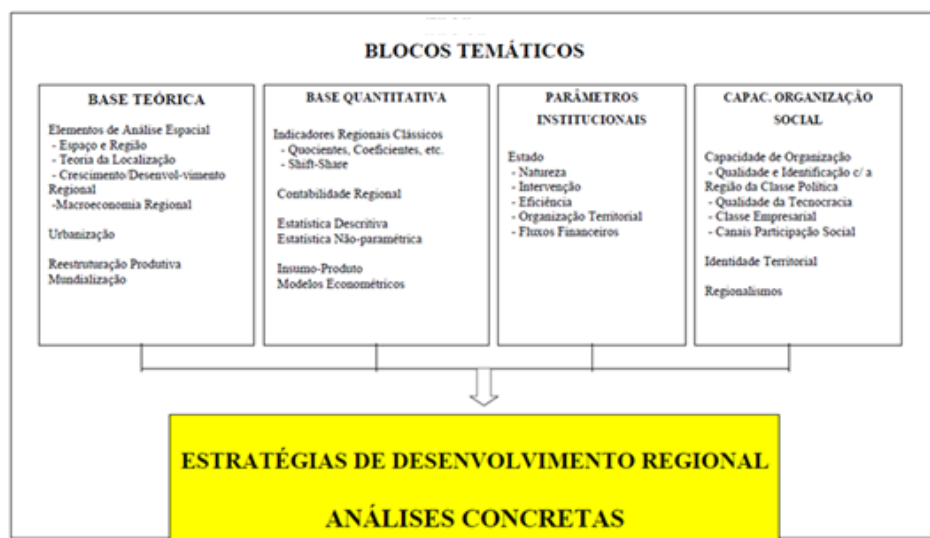 BLOCOS TEMÁTICOS
BASE TEÓRICA
Elementos de Análise Espacial
- Espaço e Região
- Teoria da Localização
- Crescimento/Desenvol-vimento
Regional
-Macroeconomia Regional
Urbanização
Reestruturação Produtiva
Mundialização
BASE QUANTITATIVA
Indicadores Regionais Clássicos
- Quocientes, Coeficientes, etc.
- Shift-Share
Contabilidade Regional
Estatística Descritiva
Estatística Não-paramétrica
Insumo-Produto
Modelos Econométricos
PARÂMETROS
INSTITUCIONAIS
Estado
- Natureza
- Intervenção
- Eficiência
- Organização Territorial
- Fluxos Financeiros
CAPAC. ORGANIZAÇÃO
SOCIAL
Capacidade de Organização
- Qualidade e Identificação c/ a
Região da Classe Política
- Qualidade da Tecnocracia
- Classe Empresarial
- Canais Participação Social
Identidade Territorial
Regionalismos
ESTRATÉGIAS DE DESENVOLVIMENTO REGIONAL
ANÁLISES CONCRETAS